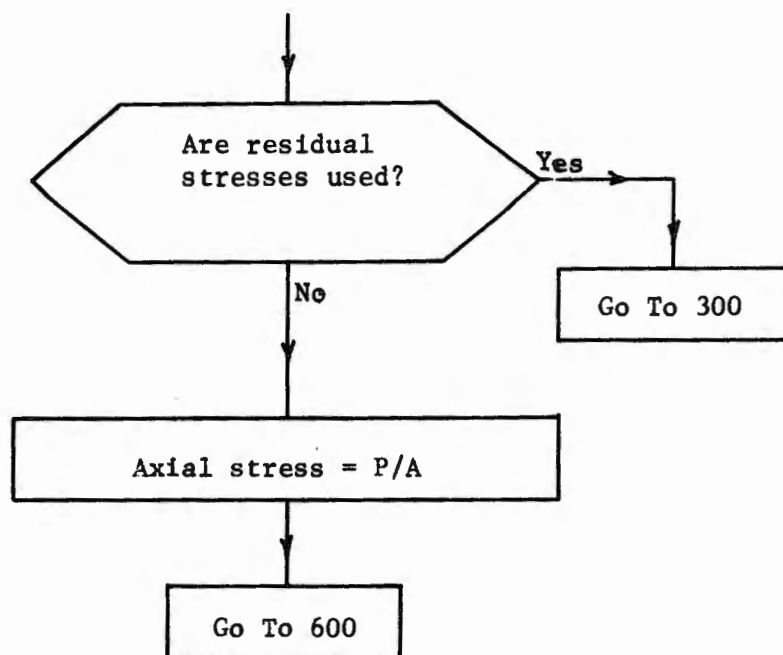 Are residual
stresses used?
Yes
Go To 300
No
Axial stress = P/A
Go To 600